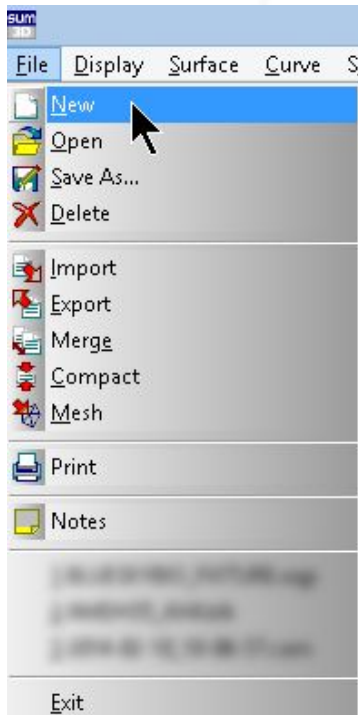 sum
3D
File Display Surface Curve S
New
Open
Save As...
Delete
Import
Export
Merge
Compact
Mesh
Print
Notes
Exit